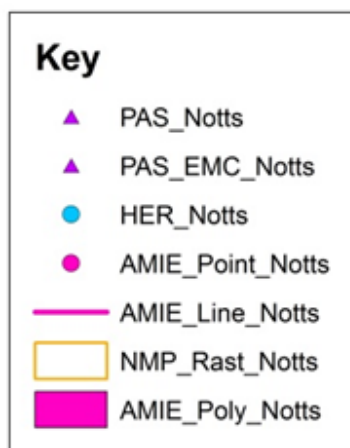 Key
PAS_Notts
PAS_EMC_Notts
HER_Notts
AMIE_Point_Notts
AMIE_Line_Notts
NMP_Rast_Notts
AMIE_Poly_Notts